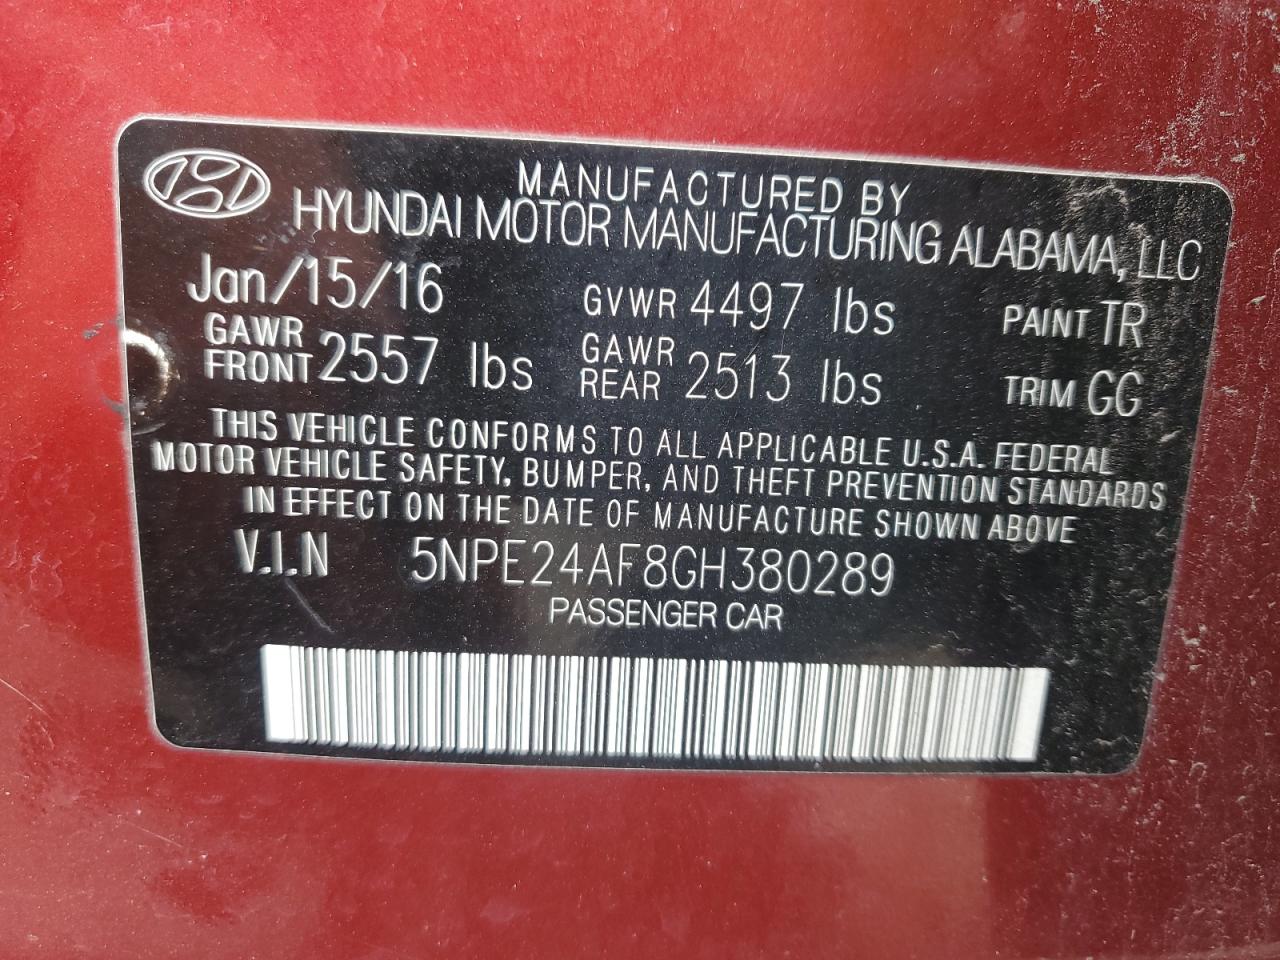 MANUFACTURED BY
HYUNDAI MOTOR MANUFACTURING ALABAMA, LLC
Jan/15/16 GVWR 4497 lbs PAINT TR
GAWR FRONT 2557 lbs GAWR REAR 2513 lbs TRIM GG
THIS VEHICLE CONFORMS TO ALL APPLICABLE U.S.A. FEDERAL
MOTOR VEHICLE SAFETY, BUMPER, AND THEFT PREVENTION STANDARDS
IN EFFECT ON THE DATE OF MANUFACTURE SHOWN ABOVE
V.I.N 5NPE24AF8GH380289
PASSENGER CAR